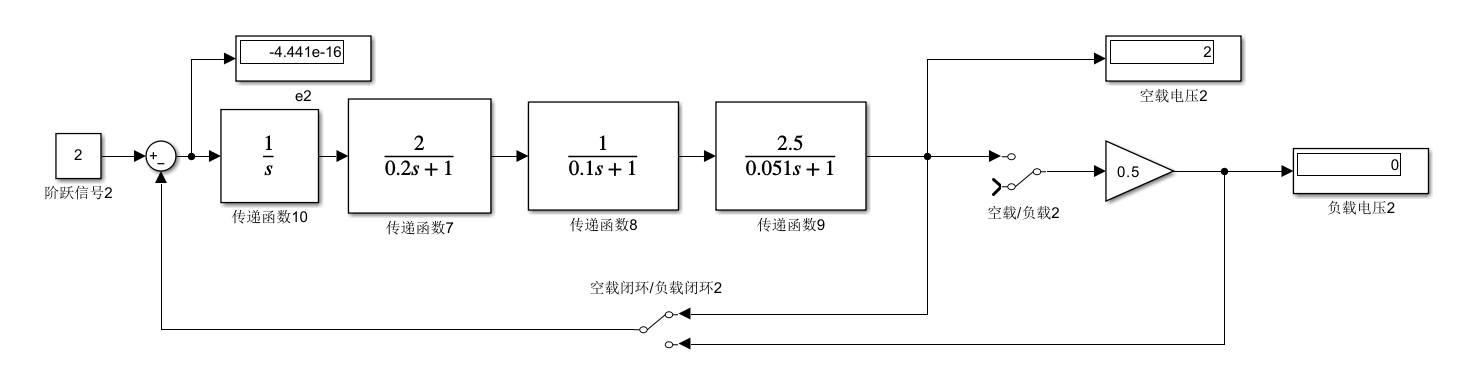 -4.441e-16
e2
2
空载电压2
2
阶跃信号2
+
−
1
s
传递函数10
2
0.2s + 1
传递函数7
1
0.1s + 1
传递函数8
2.5
0.051s + 1
传递函数9
空载/负载2
0.5
0
负载电压2
空载闭环/负载闭环2